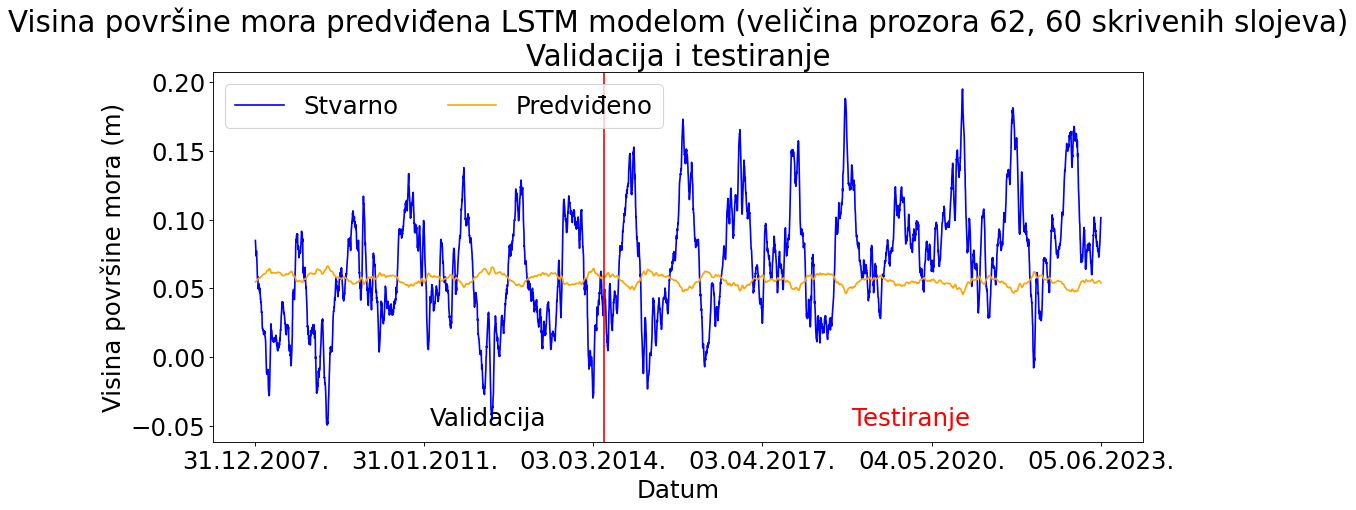 Visina površine mora predviđena LSTM modelom (veličina prozora 62, 60 skrivenih slojeva)
Validacija i testiranje
Stvarno
Predviđeno
Visina površine mora (m)
0.20
0.15
0.10
0.05
0.00
−0.05
Validacija
Testiranje
31.12.2007.
31.01.2011.
03.03.2014.
03.04.2017.
04.05.2020.
05.06.2023.
Datum